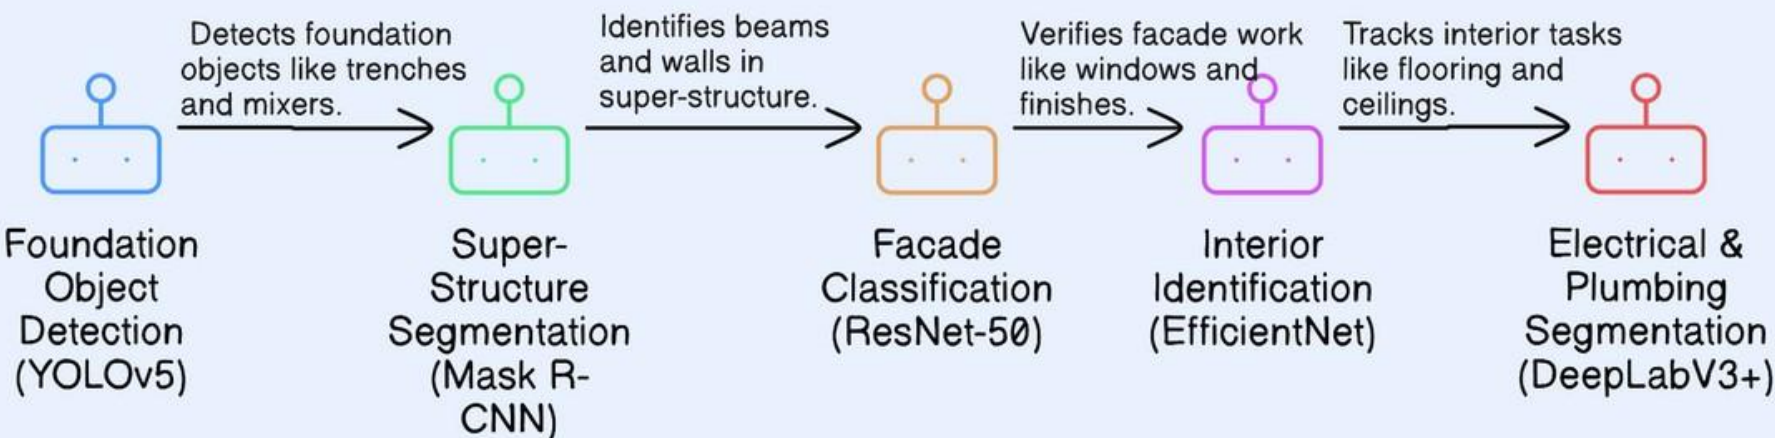 Detects foundation
objects like trenches
and mixers.
Identifies beams
and walls in
super-structure.
Verifies facade work
like windows and
finishes.
Tracks interior tasks
like flooring and
ceilings.
Foundation
Object
Detection
(YOLOv5)
Super-
Structure
Segmentation
(Mask R-
CNN)
Facade
Classification
(ResNet-50)
Interior
Identification
(EfficientNet)
Electrical &
Plumbing
Segmentation
(DeepLabV3+)